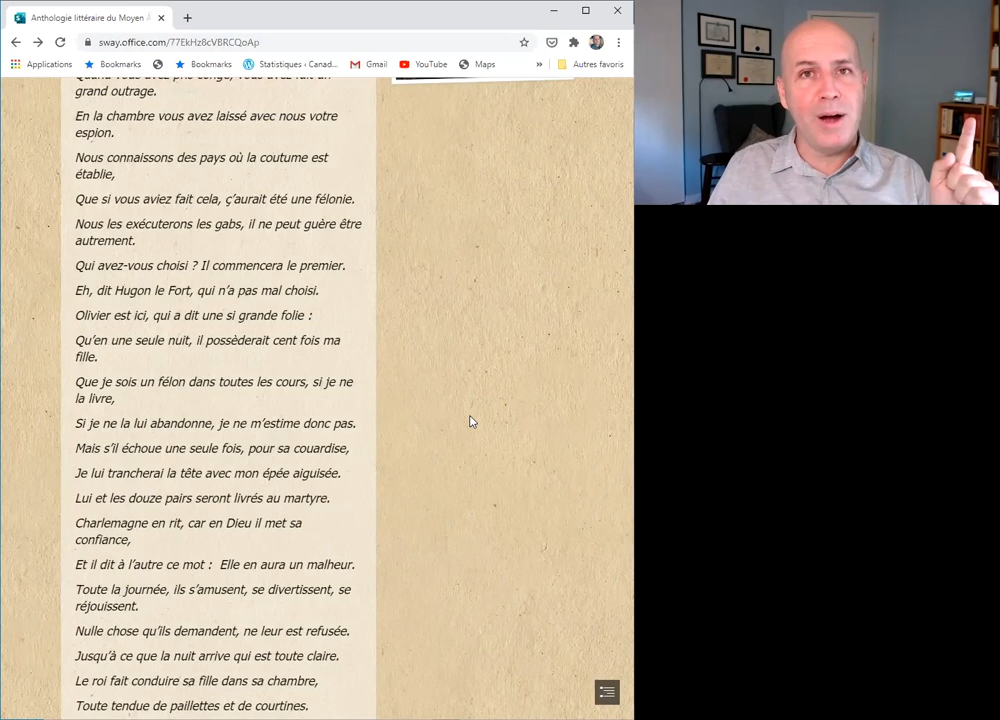 Anthologie littéraire du Moyen
sway.office.com/77EkHz8cVBRCQoAp
Applications
Bookmarks
Bookmarks
Statistiques ‹ Canad...
Gmail
YouTube
Maps
»
Autres favoris
Quand vous avez pris congé, vous avez fait un
grand outrage.
En la chambre vous avez laissé avec nous votre
espion.
Nous connaissons des pays où la coutume est
établie,
Que si vous aviez fait cela, ç'aurait été une félonie.
Nous les exécuterons les gabs, il ne peut guère être
autrement.
Qui avez-vous choisi ? Il commencera le premier.
Eh, dit Hugon le Fort, qui n'a pas mal choisi.
Olivier est ici, qui a dit une si grande folie :
Qu'en une seule nuit, il possèderait cent fois ma
fille.
Que je sois un félon dans toutes les cours, si je ne
la livre,
Si je ne la lui abandonne, je ne m'estime donc pas.
Mais s'il échoue une seule fois, pour sa couardise,
Je lui trancherai la tête avec mon épée aiguisée.
Lui et les douze pairs seront livrés au martyre.
Charlemagne en rit, car en Dieu il met sa
confiance,
Et il dit à l'autre ce mot : Elle en aura un malheur.
Toute la journée, ils s'amusent, se divertissent, se
réjouissent.
Nulle chose qu'ils demandent, ne leur est refusée.
Jusqu'à ce que la nuit arrive qui est toute claire.
Le roi fait conduire sa fille dans sa chambre,
Toute tendue de paillettes et de courtines.